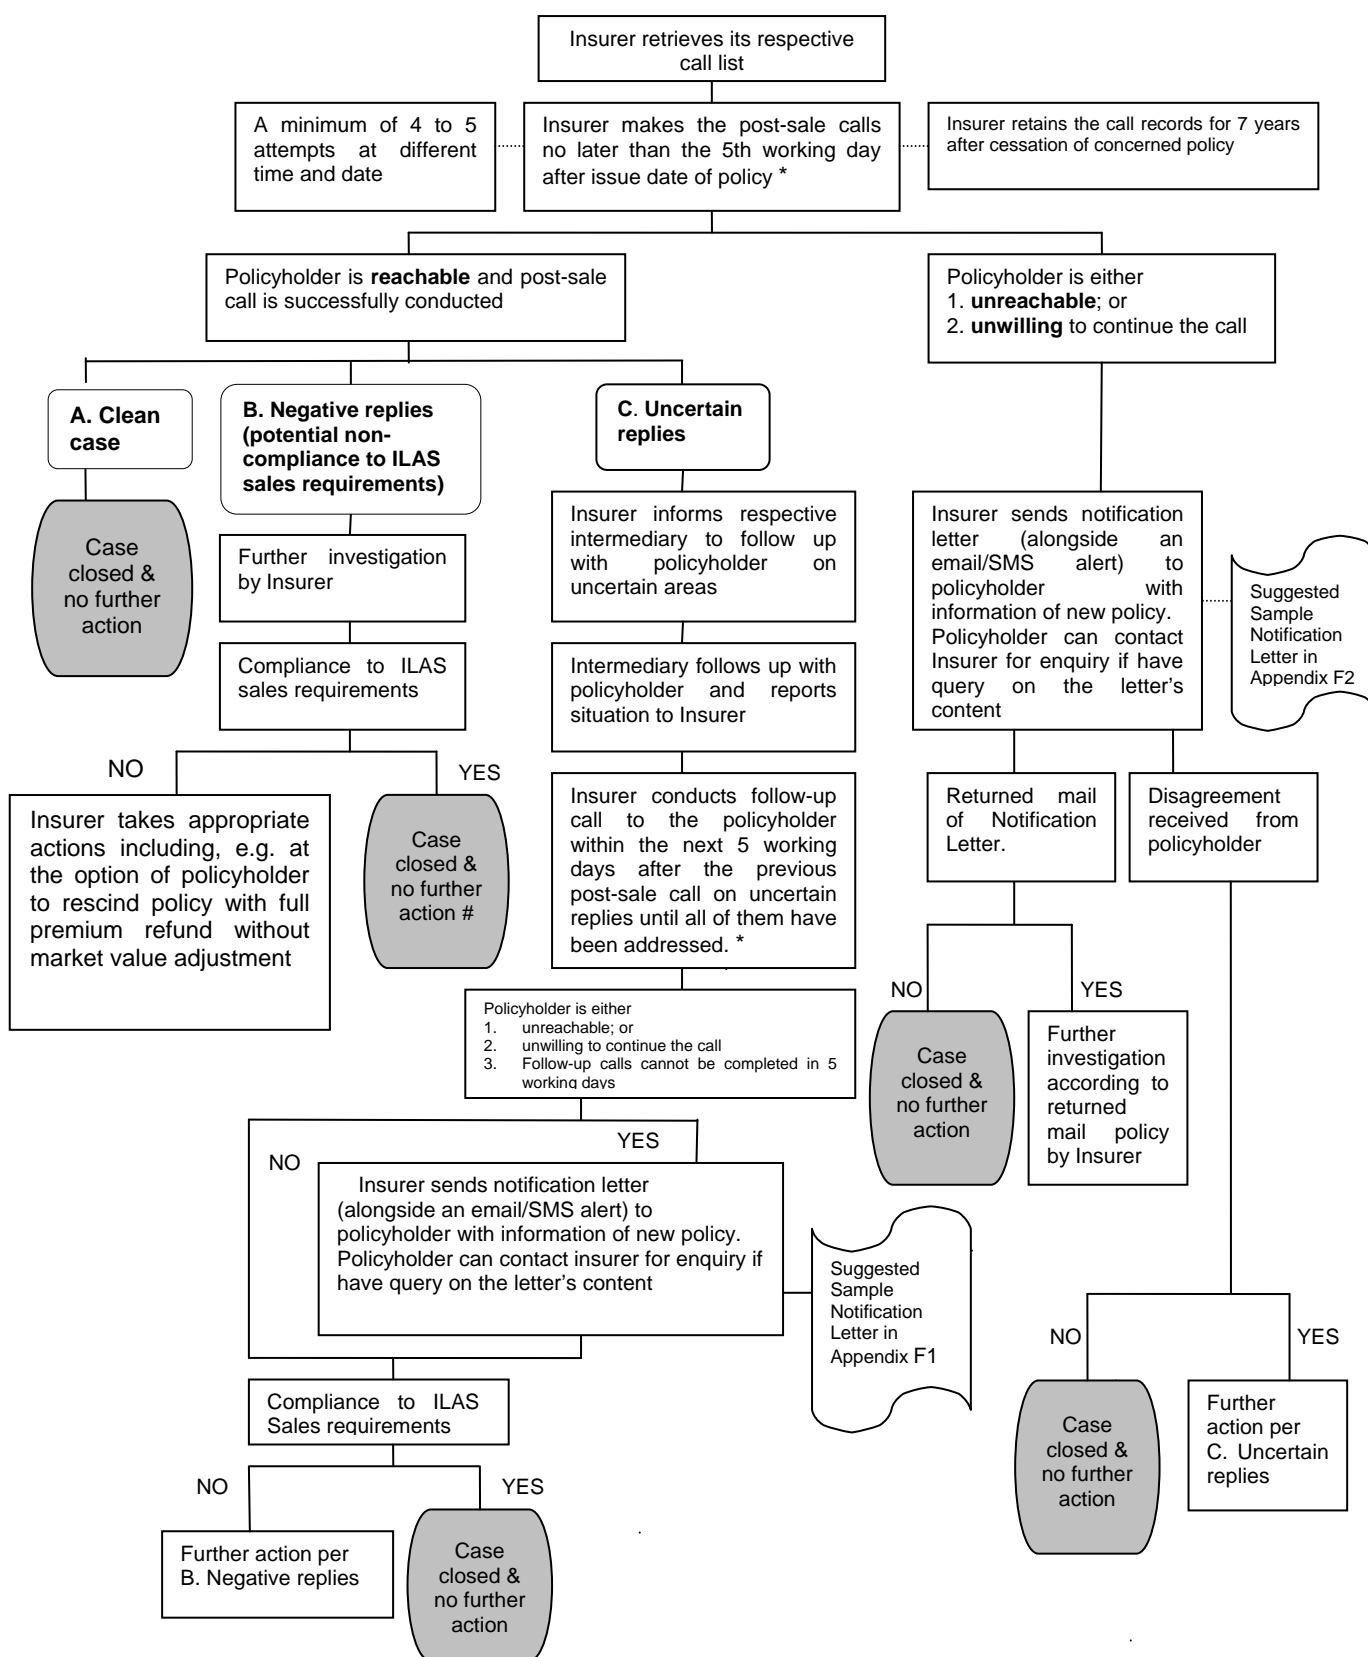 Insurer retrieves its respective
call list
A minimum of 4 to 5
attempts at different
time and date
Insurer makes the post-sale calls
no later than the 5th working day
after issue date of policy *
Insurer retains the call records for 7 years
after cessation of concerned policy
Policyholder is reachable and post-sale
call is successfully conducted
Policyholder is either
1. unreachable; or
2. unwilling to continue the call
A. Clean
case
B. Negative replies
(potential non-
compliance to ILAS
sales requirements)
C. Uncertain
replies
Case
closed &
no further
action
Further investigation
by Insurer
Compliance to ILAS
sales requirements
NO
YES
Insurer takes appropriate
actions including, e.g. at
the option of policyholder
to rescind policy with full
premium refund without
market value adjustment
Case
closed &
no further
action #
Insurer informs respective
intermediary to follow up
with policyholder on
uncertain areas
Intermediary follows up with
policyholder and reports
situation to Insurer
Insurer conducts follow-up
call to the policyholder
within the next 5 working
days after the previous
post-sale call on uncertain
replies until all of them have
been addressed. *
Policyholder is either
1. unreachable; or
2. unwilling to continue the call
3. Follow-up calls cannot be completed in 5
working days
NO
YES
Insurer sends notification letter
(alongside an email/SMS alert) to
policyholder with information of new policy.
Policyholder can contact insurer for enquiry if
have query on the letter's content
Suggested
Sample
Notification
Letter in
Appendix F1
Compliance to ILAS
Sales requirements
NO
YES
Further action per
B. Negative replies
Case
closed &
no further
action
Insurer sends notification
letter (alongside an
email/SMS alert) to
policyholder with
information of new policy.
Policyholder can contact
Insurer for enquiry if have
query on the letter's
content
Suggested
Sample
Notification
Letter in
Appendix F2
Returned mail
of Notification
Letter.
Disagreement
received from
policyholder
NO
YES
Case
closed &
no further
action
Further
investigation
according to
returned
mail policy
by Insurer
NO
YES
Case
closed &
no further
action
Further
action per
C. Uncertain
replies